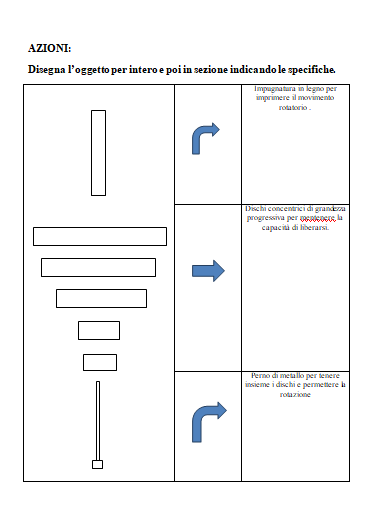 AZIONI:
Disegna l'oggetto per intero e poi in sezione indicando le specifiche.
Impugnatura in legno per
imprimere il movimento
rotatorio .
Dischi concentrici di grandezza
progressiva per mentenere la
capacità di liberarsi.
Perno di metallo per tenere
insieme i dischi e permettere la
rotazione